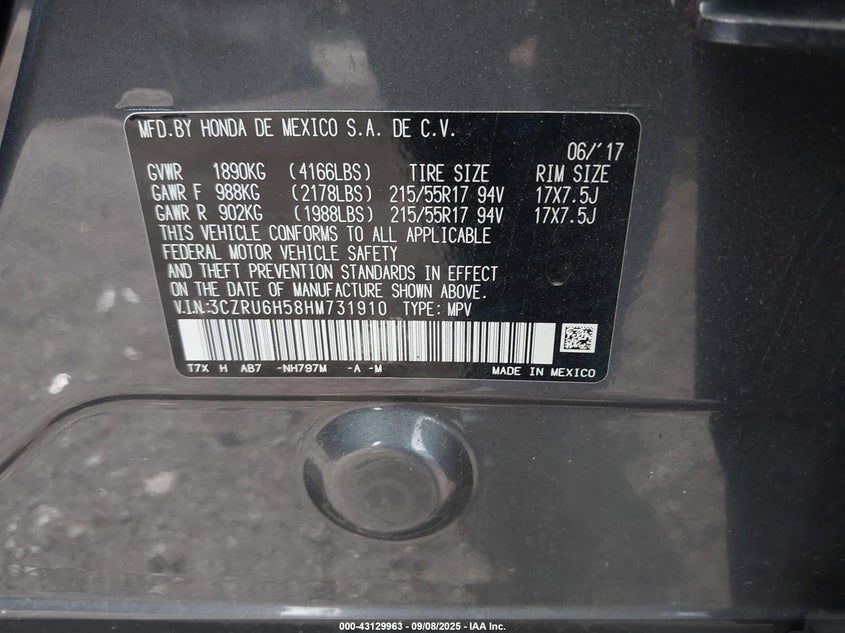 MFD.BY HONDA DE MEXICO S.A. DE C.V.
06/'17
GVWR 1890KG (4166LBS) TIRE SIZE RIM SIZE
GAWR F 988KG (2178LBS) 215/55R17 94V 17X7.5J
GAWR R 902KG (1988LBS) 215/55R17 94V 17X7.5J
THIS VEHICLE CONFORMS TO ALL APPLICABLE
FEDERAL MOTOR VEHICLE SAFETY
AND THEFT PREVENTION STANDARDS IN EFFECT
ON THE DATE OF MANUFACTURE SHOWN ABOVE.
V.I.N:3CZRU6H58HM731910 TYPE: MPV
T7X H AB7 -NH797M -A -M MADE IN MEXICO
000-43129963 - 09/08/2025 - IAA Inc.